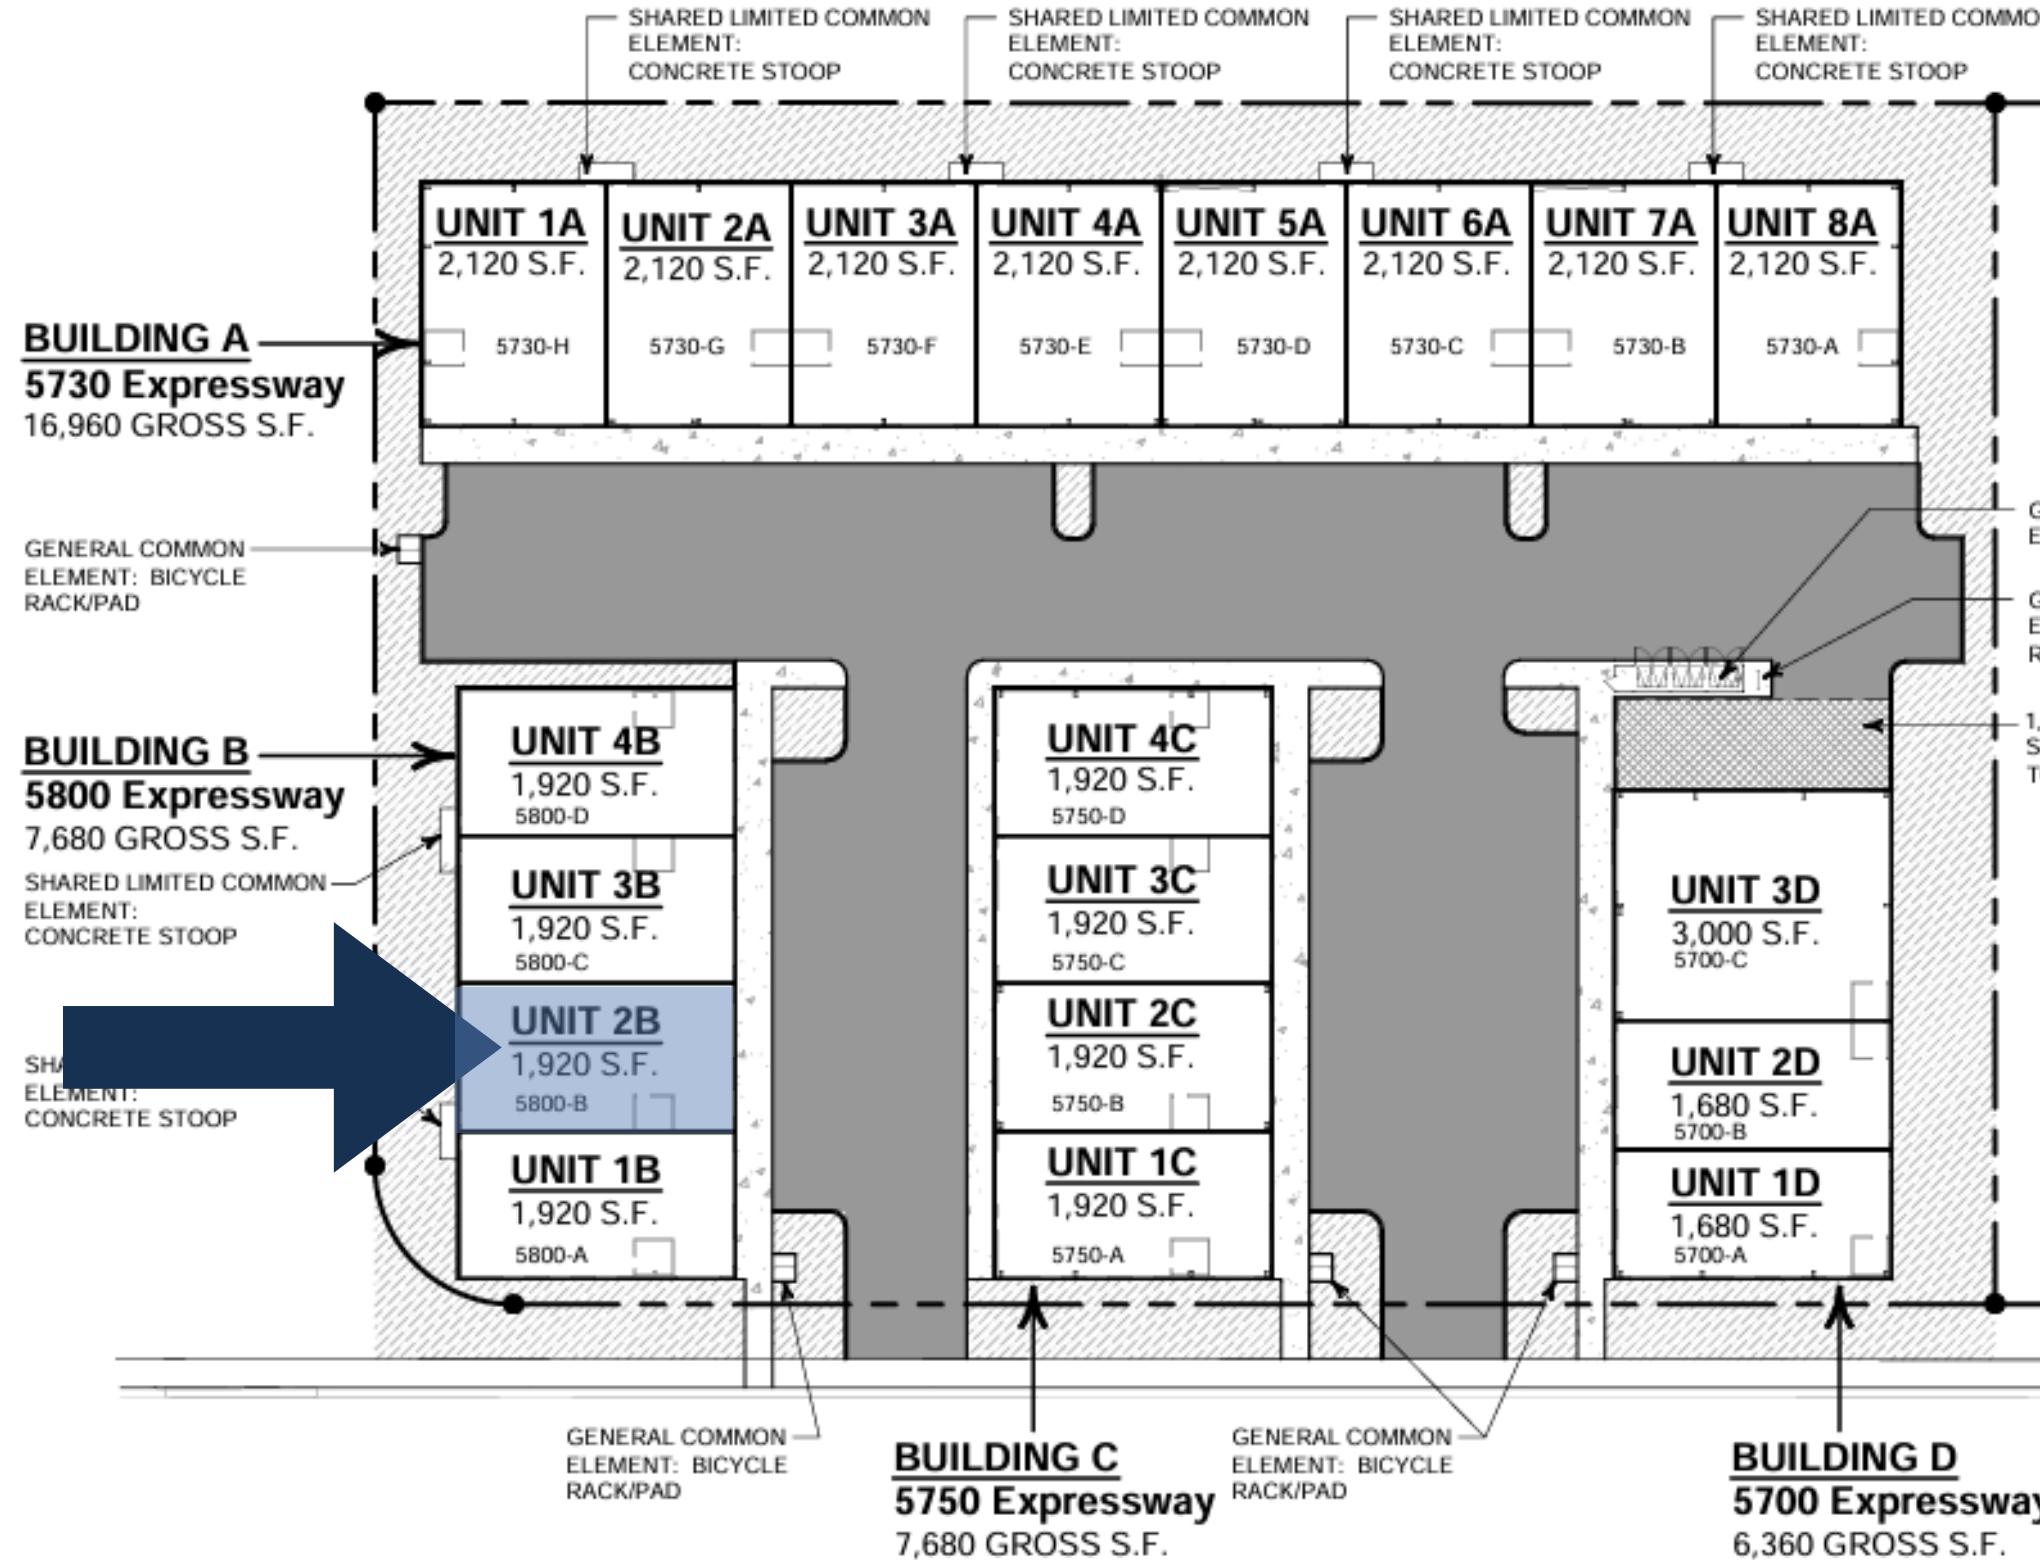 SHARED LIMITED COMMON
ELEMENT:
CONCRETE STOOP
SHARED LIMITED COMMON
ELEMENT:
CONCRETE STOOP
SHARED LIMITED COMMON
ELEMENT:
CONCRETE STOOP
SHARED LIMITED COMMO
ELEMENT:
CONCRETE STOOP
UNIT 1A
2,120 S.F.
5730-H
UNIT 2A
2,120 S.F.
5730-G
UNIT 3A
2,120 S.F.
5730-F
UNIT 4A
2,120 S.F.
5730-E
UNIT 5A
2,120 S.F.
5730-D
UNIT 6A
2,120 S.F.
5730-C
UNIT 7A
2,120 S.F.
5730-B
UNIT 8A
2,120 S.F.
5730-A
BUILDING A
5730 Expressway
16,960 GROSS S.F.
GENERAL COMMON
ELEMENT: BICYCLE
RACK/PAD
BUILDING B
5800 Expressway
7,680 GROSS S.F.
SHARED LIMITED COMMON
ELEMENT:
CONCRETE STOOP
ELEMENT:
CONCRETE STOOP
UNIT 4B
1,920 S.F.
5800-D
UNIT 3B
1,920 S.F.
5800-C
UNIT 2B
1,920 S.F.
5800-B
UNIT 1B
1,920 S.F.
5800-A
UNIT 4C
1,920 S.F.
5750-D
UNIT 3C
1,920 S.F.
5750-C
UNIT 2C
1,920 S.F.
5750-B
UNIT 1C
1,920 S.F.
5750-A
UNIT 3D
3,000 S.F.
5700-C
UNIT 2D
1,680 S.F.
5700-B
UNIT 1D
1,680 S.F.
5700-A
GENERAL COMMON
ELEMENT: BICYCLE
RACK/PAD
BUILDING C
5750 Expressway
7,680 GROSS S.F.
GENERAL COMMON
ELEMENT: BICYCLE
RACK/PAD
BUILDING D
5700 Expressway
6,360 GROSS S.F.